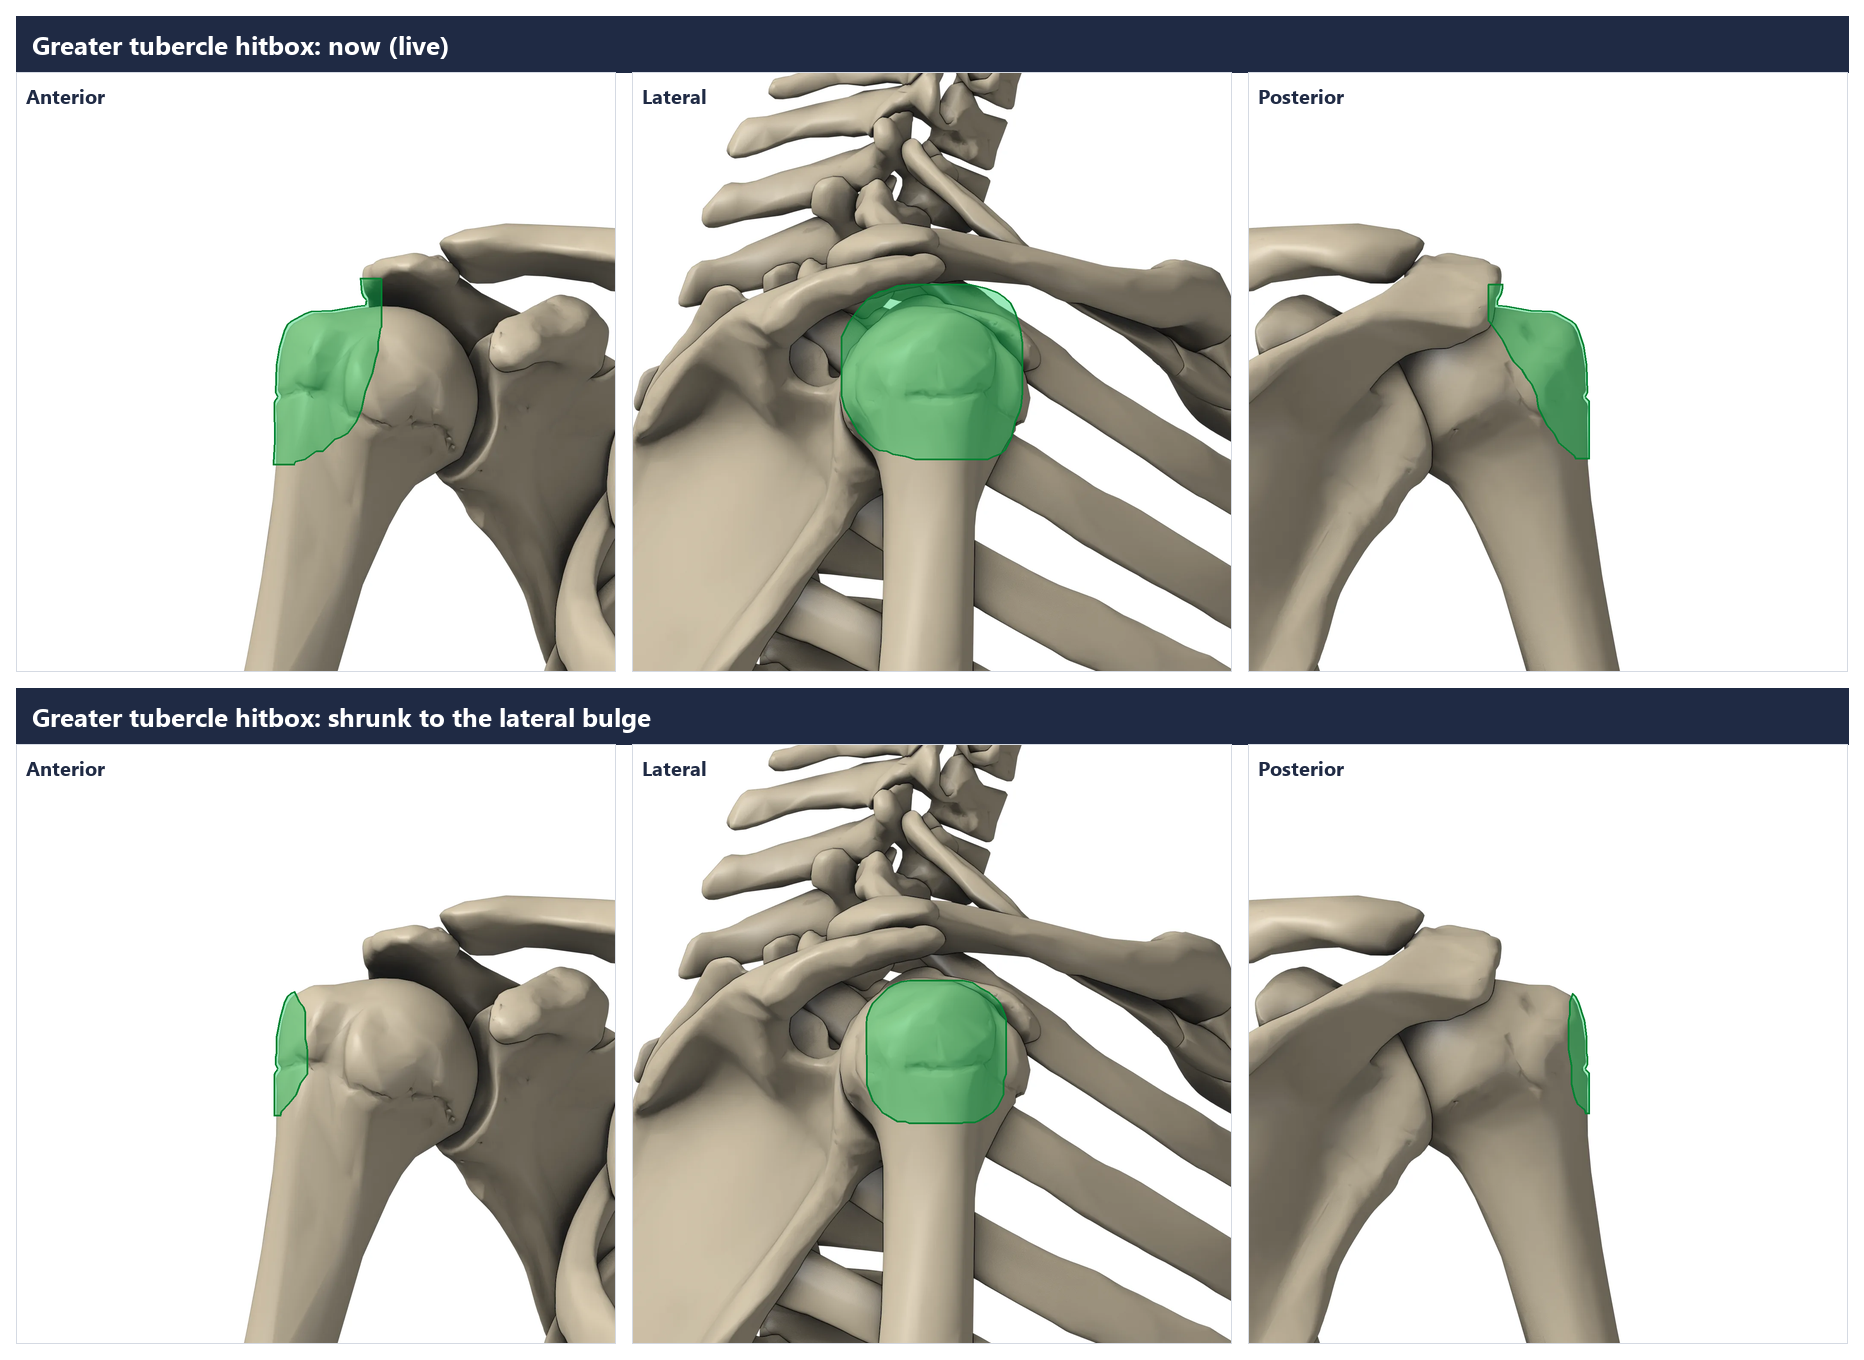 Greater tubercle hitbox: now (live)
Anterior
Lateral
Posterior
Greater tubercle hitbox: shrunk to the lateral bulge
Anterior
Lateral
Posterior